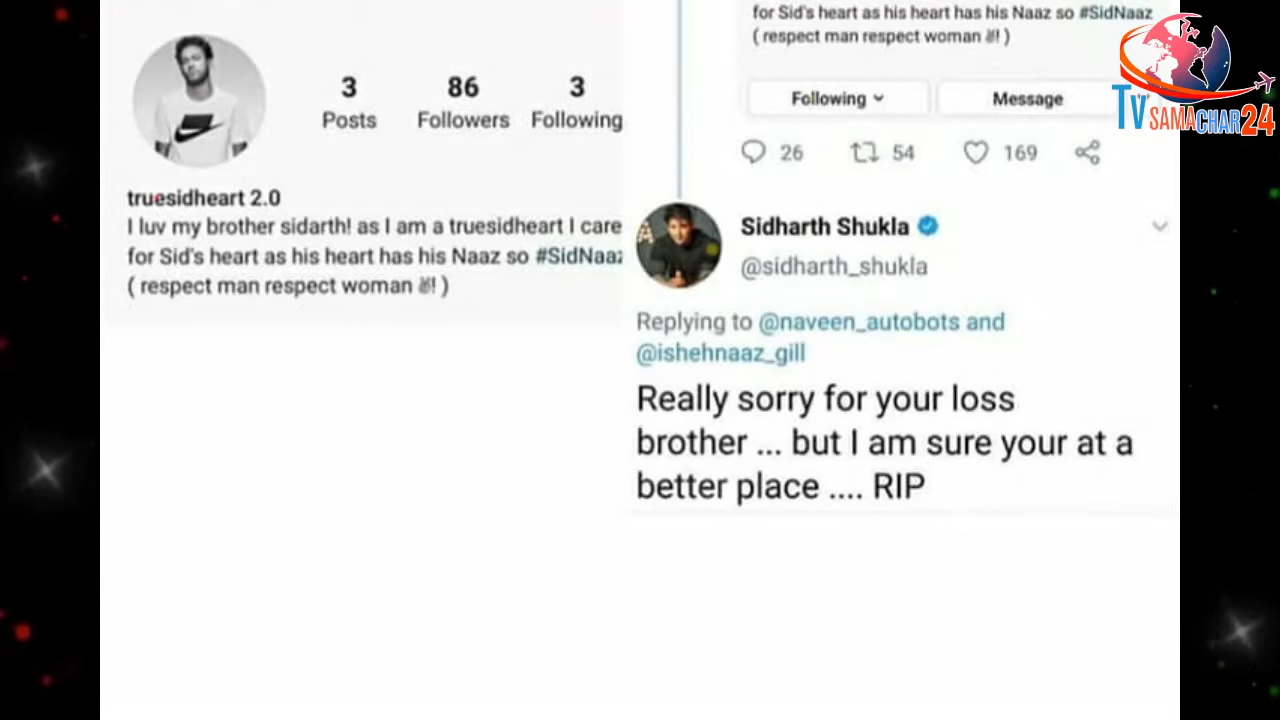 3
86
3
Posts
Followers
Following
truesidheart 2.0
I luv my brother sidarth! as I am a truesidheart I care
for Sid's heart as his heart has his Naaz so #SidNaaz
( respect man respect woman ✌! )
for Sid's heart as his heart has his Naaz so #SidNaaz
( respect man respect woman ✌! )
Following
Message
26
54
169
Sidharth Shukla
@sidharth_shukla
Replying to @naveen_autobots and
@ishehnaaz_gill
Really sorry for your loss
brother ... but I am sure your at a
better place .... RIP
TV SAMACHAR 24